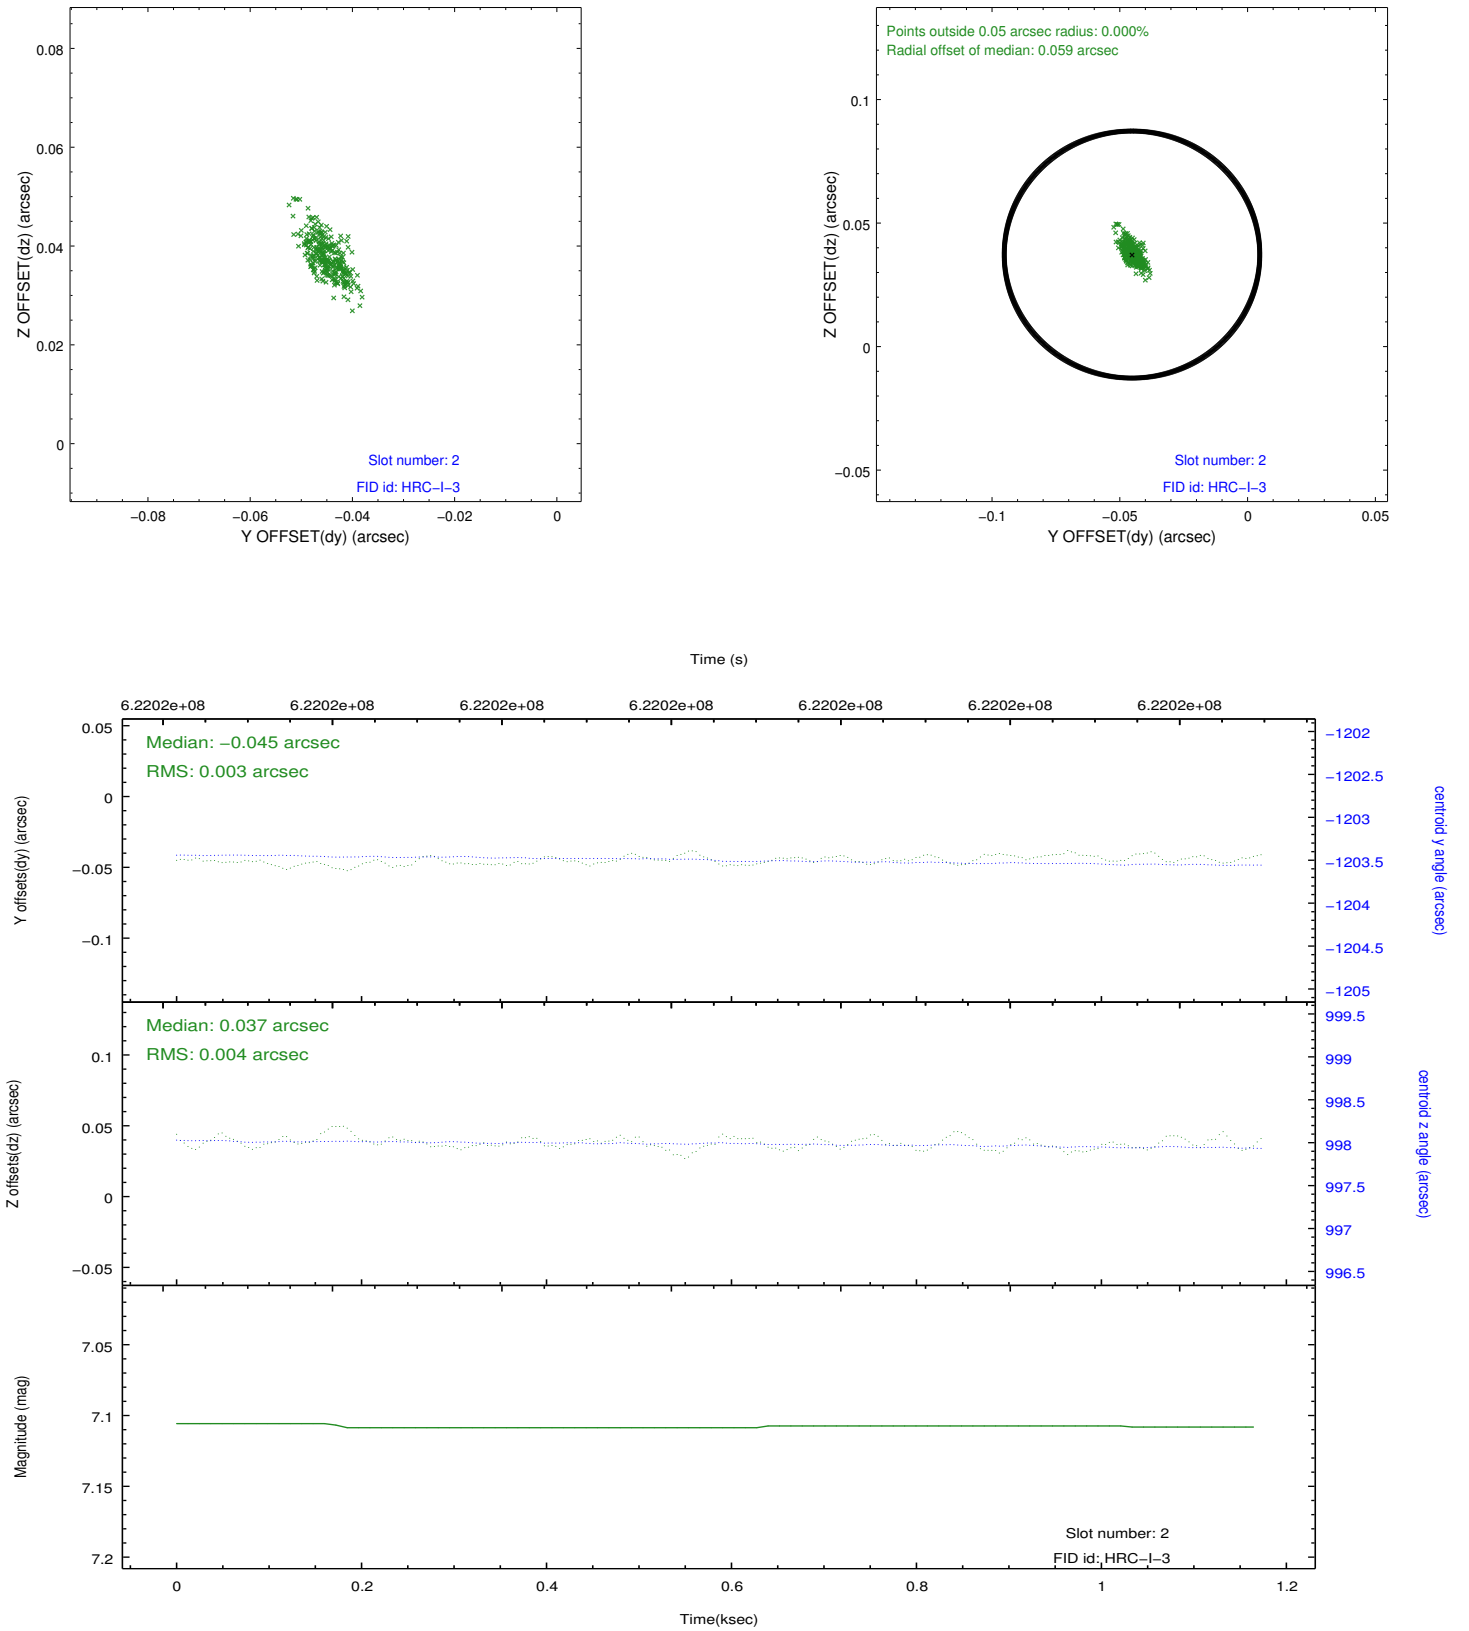 0.08
0.06
0.04
0.02
0
Z OFFSET(dz) (arcsec)
Slot number: 2
FID id: HRC−I−3
−0.08 −0.06 −0.04 −0.02 0
Y OFFSET(dy) (arcsec)
Points outside 0.05 arcsec radius: 0.000%
Radial offset of median: 0.059 arcsec
0.1
0.05
0
−0.05
Z OFFSET(dz) (arcsec)
Slot number: 2
FID id: HRC−I−3
−0.1 −0.05 0 0.05
Y OFFSET(dy) (arcsec)
Time (s)
6.2202e+08 6.2202e+08 6.2202e+08 6.2202e+08 6.2202e+08 6.2202e+08 6.2202e+08
Median: −0.045 arcsec
RMS: 0.003 arcsec
0.05
0
−0.05
−0.1
Y offsets(dy) (arcsec)
−1202
−1202.5
−1203
−1203.5
−1204
−1204.5
−1205
centroid y angle (arcsec)
Median: 0.037 arcsec
RMS: 0.004 arcsec
0.1
0.05
0
−0.05
Z offsets(dz) (arcsec)
999.5
999
998.5
998
997.5
997
996.5
centroid z angle (arcsec)
7.05
7.1
7.15
7.2
Magnitude (mag)
Slot number: 2
FID id: HRC−I−3
0 0.2 0.4 0.6 0.8 1 1.2
Time(ksec)